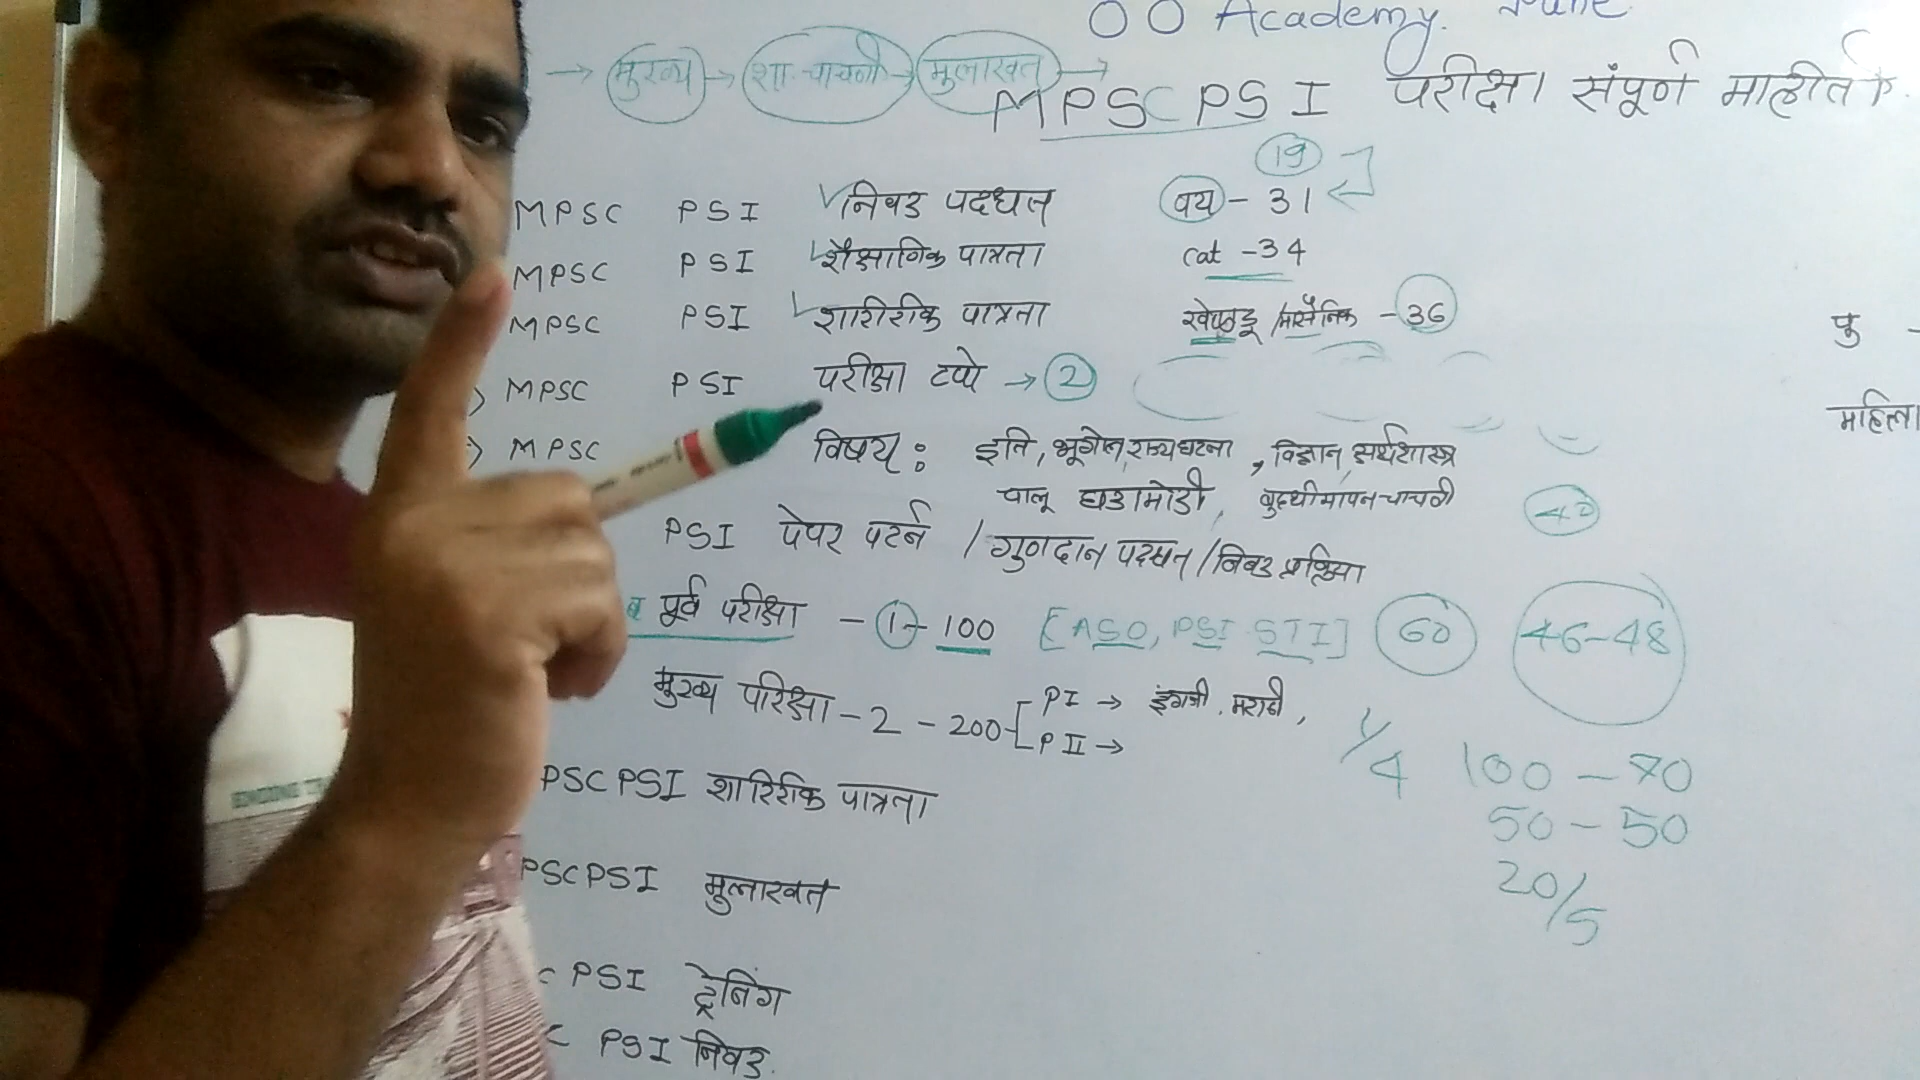 Academy.
→ मुख्य → शा. चाचणी → मुलाखत →
MPSC PSI परीक्षा संपूर्ण माहीती.
19
MPSC PSI निवड पद्धत वय - 31
MPSC PSI शैक्षणिक पात्रता cat - 34
MPSC PSI शारीरिक पात्रता खेळाडू / - 36
पु -
MPSC PSI परीक्षा टप्पे → 2
महिला
MPSC विषय : इति, भूगोल, राज्यघटना, विज्ञान, अर्थशास्त्र
चालू घडामोडी, बुद्धीमापन चाचणी
PSI पेपर पटर्न / गुणदान पद्धत / निवड प्रक्रिया
पूर्व परीक्षा - 1 - 100 [ASO, PSI STI] 60 46-48
मुख्य परिक्षा - 2 - 200 [ PI → इंग्रजी, मराठी,
PII →
1/4 100 - 70
50 - 50
20/5
PSC PSI शारिरीक पात्रता
PSC PSI मुलाखत
C PSI ट्रेनिंग
C PSI निवड.